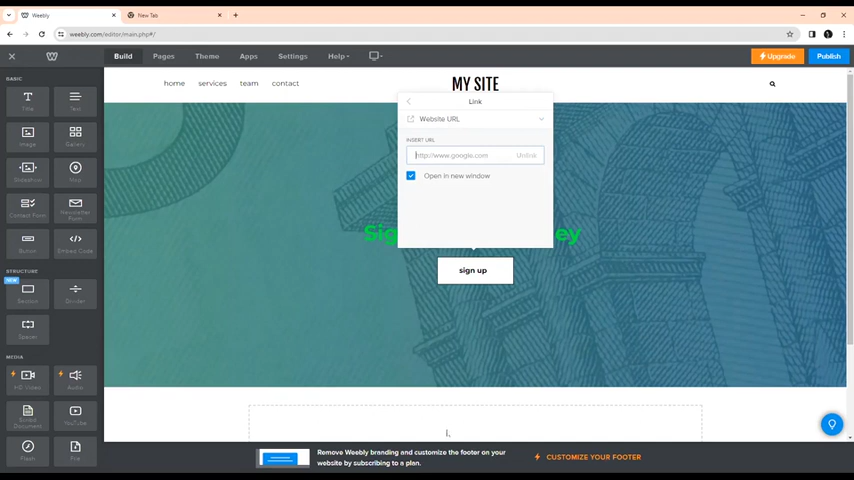 Weebly
New Tab
weebly.com/editor/main.php#/
Build
Pages
Theme
Apps
Settings
Help
Upgrade
Publish
BASIC
Title
Text
Image
Gallery
Slideshow
Map
Contact Form
Newsletter
Form
Button
Embed Code
STRUCTURE
NEW
Section
Divider
Spacer
MEDIA
HD Video
Audio
Scribd
Document
YouTube
Flash
File
home services team contact
MY SITE
Link
Website URL
INSERT URL
http://www.google.com
Unlink
Open in new window
Sig
ey
sign up
Remove Weebly branding and customize the footer on your
website by subscribing to a plan.
CUSTOMIZE YOUR FOOTER